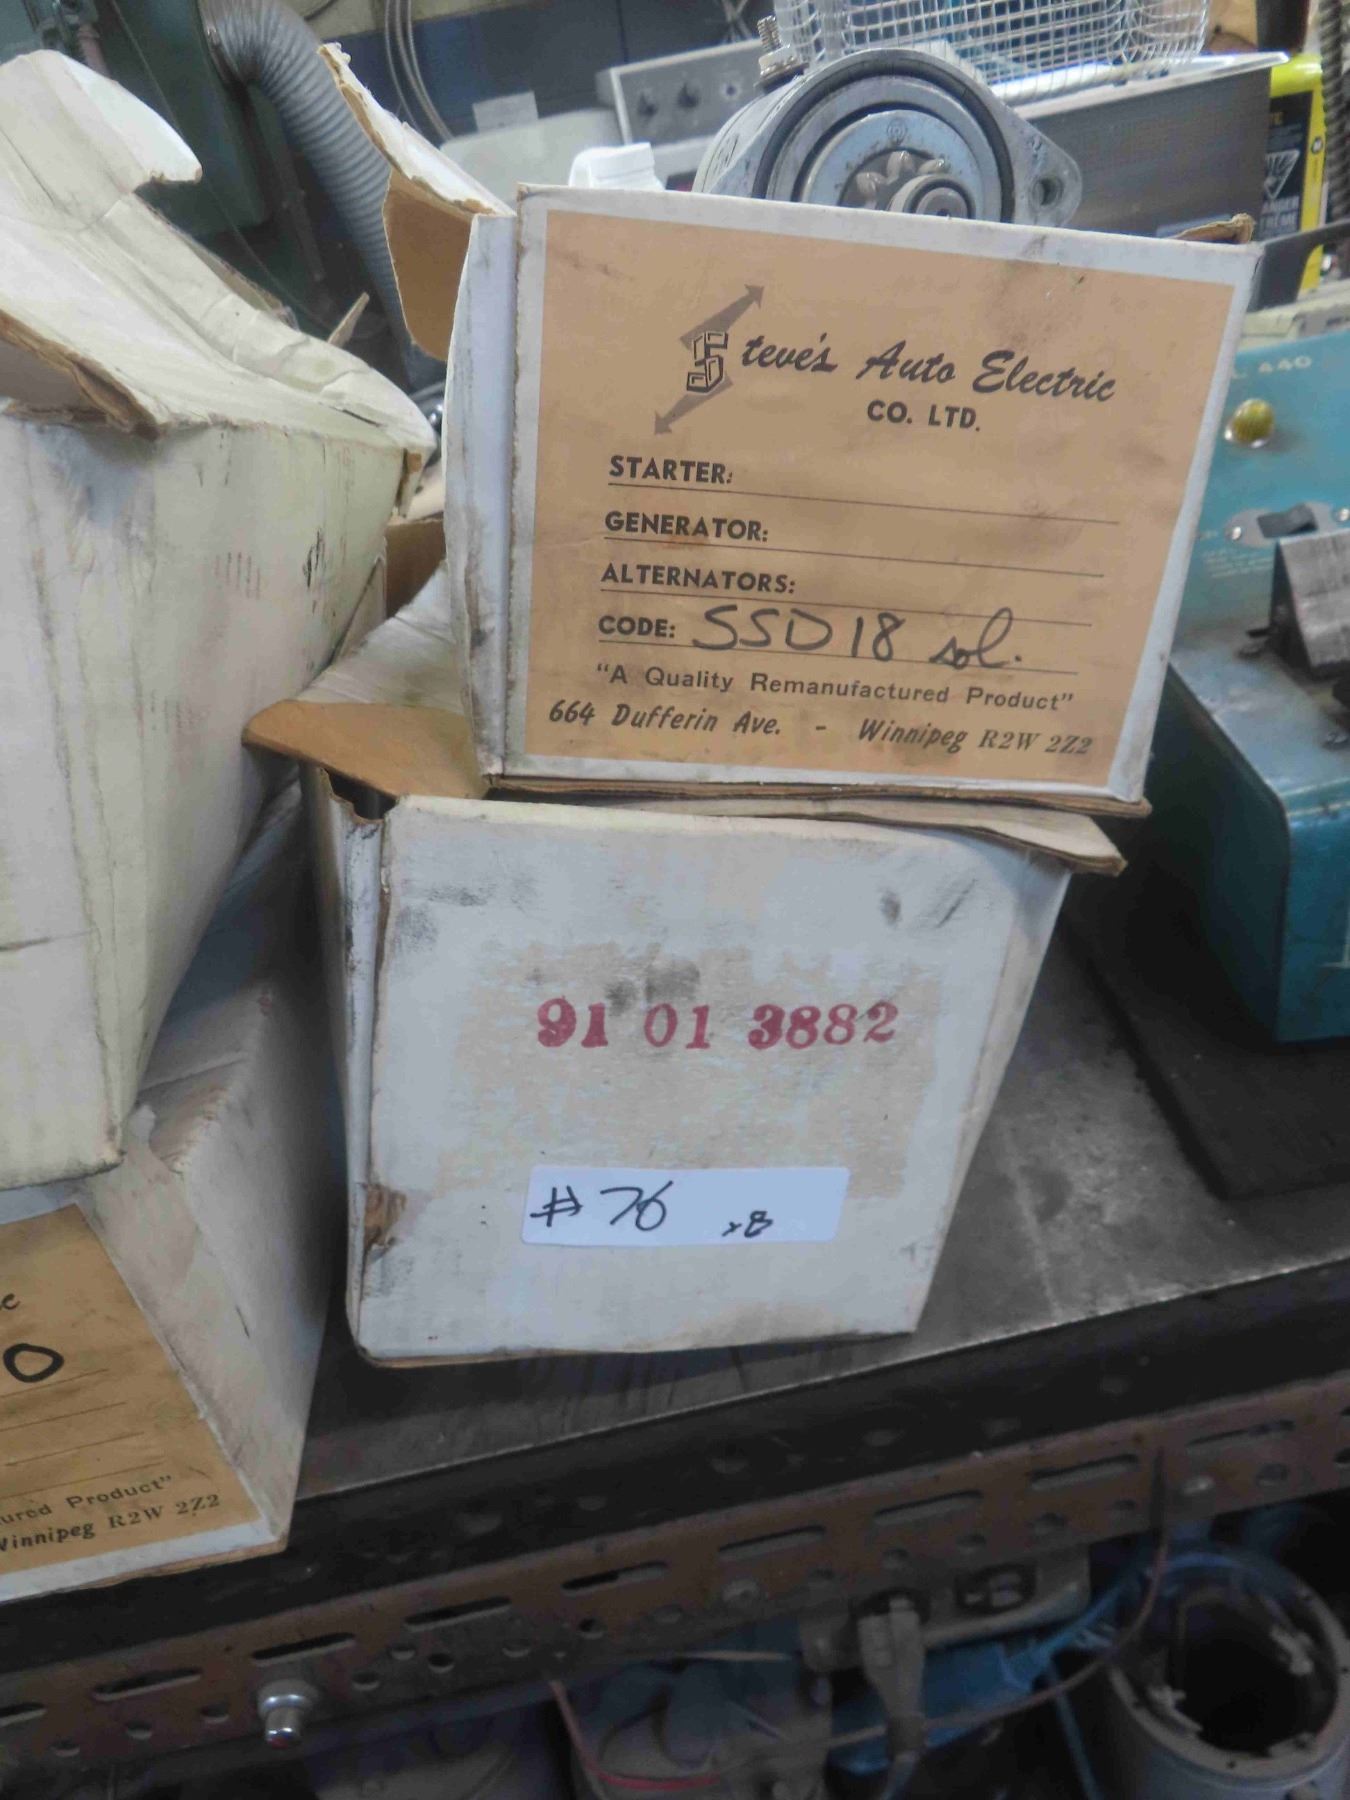 Steve's Auto Electric
CO. LTD.
STARTER:
GENERATOR:
ALTERNATORS:
CODE: SSD18 sol.
"A Quality Remanufactured Product"
664 Dufferin Ave. - Winnipeg R2W 2Z2
440
91 01 3882
#76 x8
O
Product"
Winnipeg R2W 2Z2